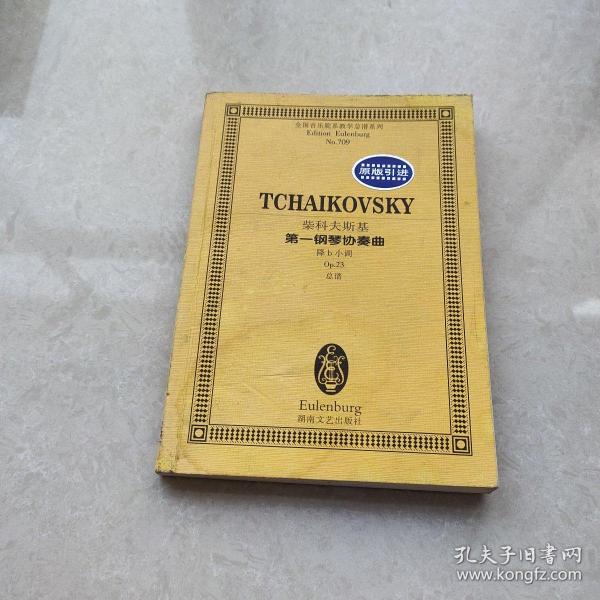 全国音乐院系教学总谱系列
Edition Eulenburg
No.709
原版引进
TCHAIKOVSKY
柴科夫斯基
第一钢琴协奏曲
降b小调
Op.23
总谱
Eulenburg
湖南文艺出版社
孔夫子旧书网
www.kongfz.com